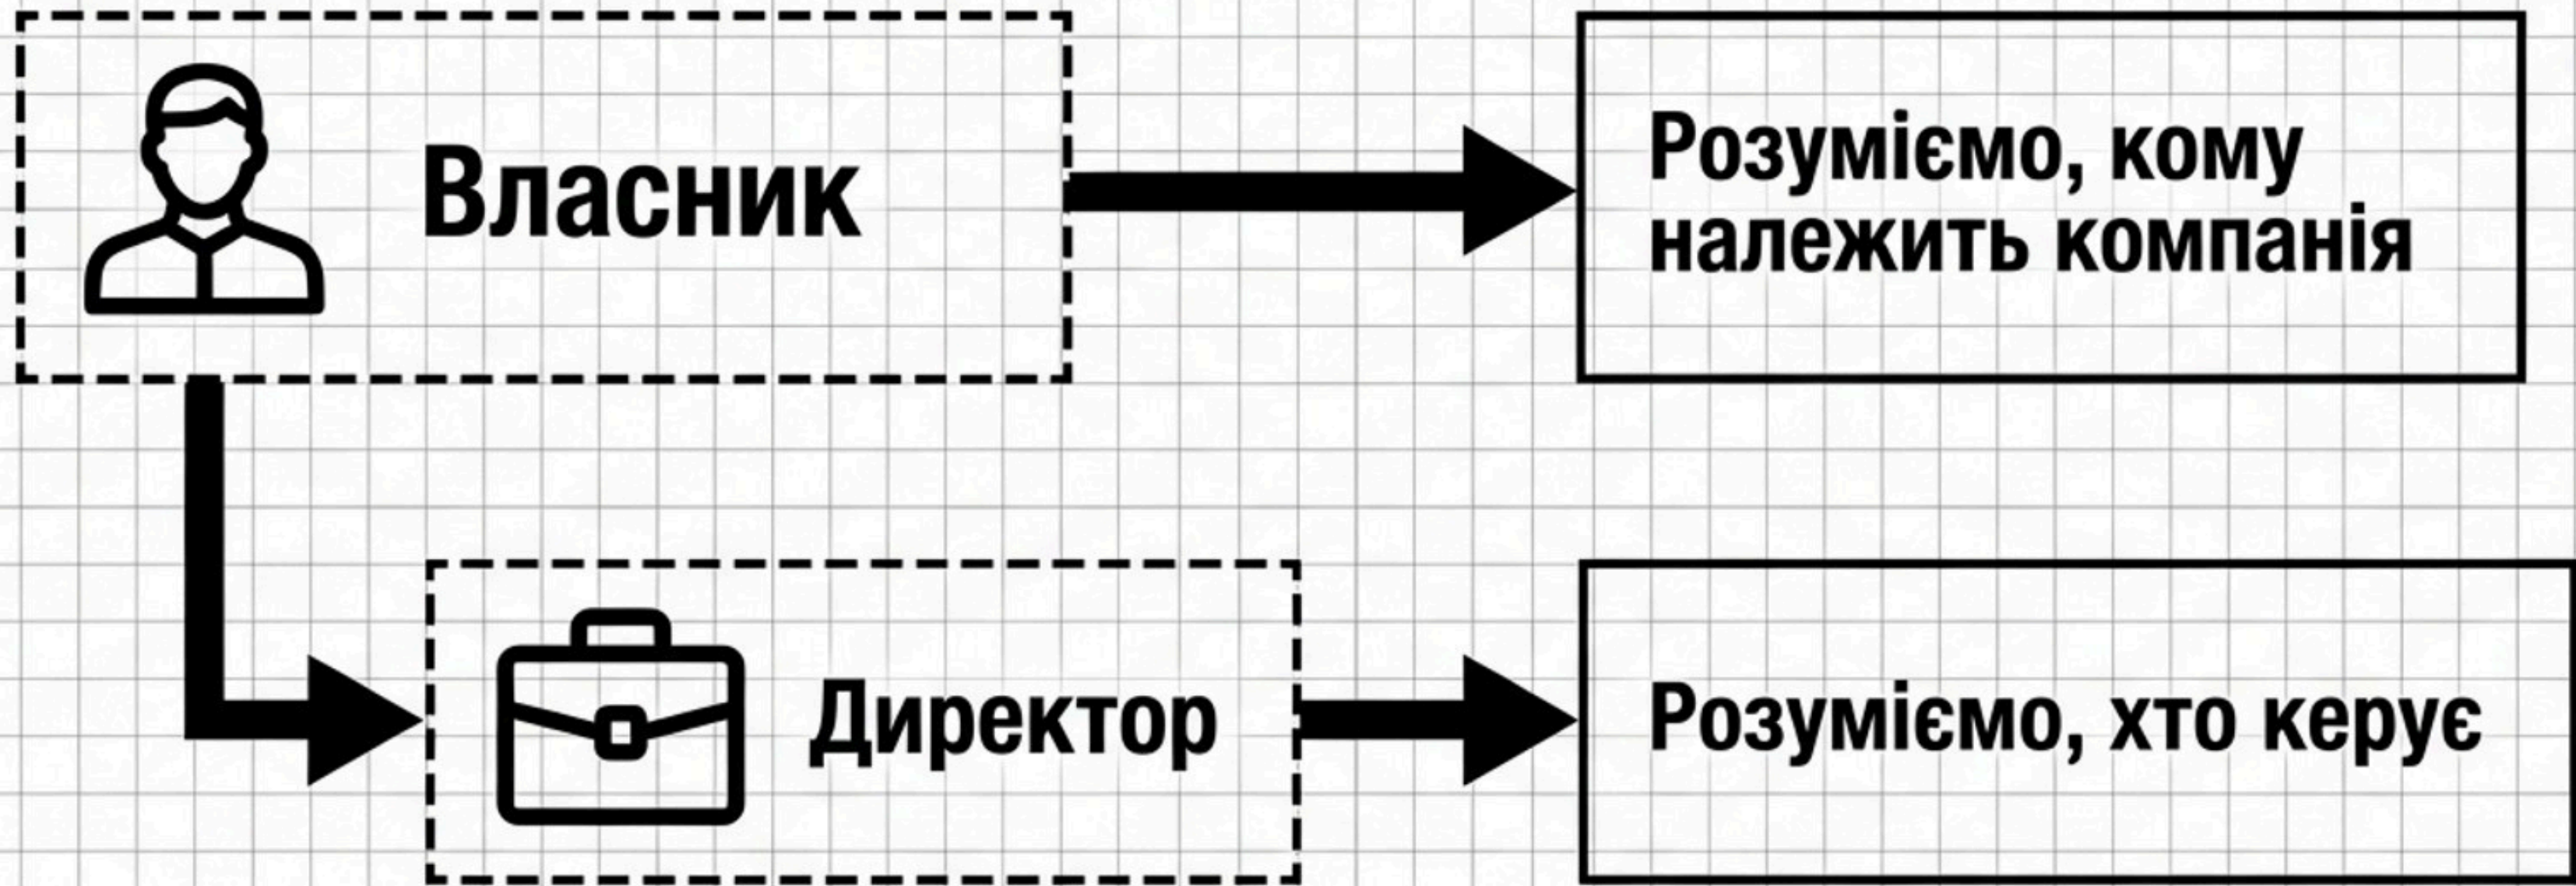 Власник
Розуміємо, кому
належить компанія
Директор
Розуміємо, хто керує